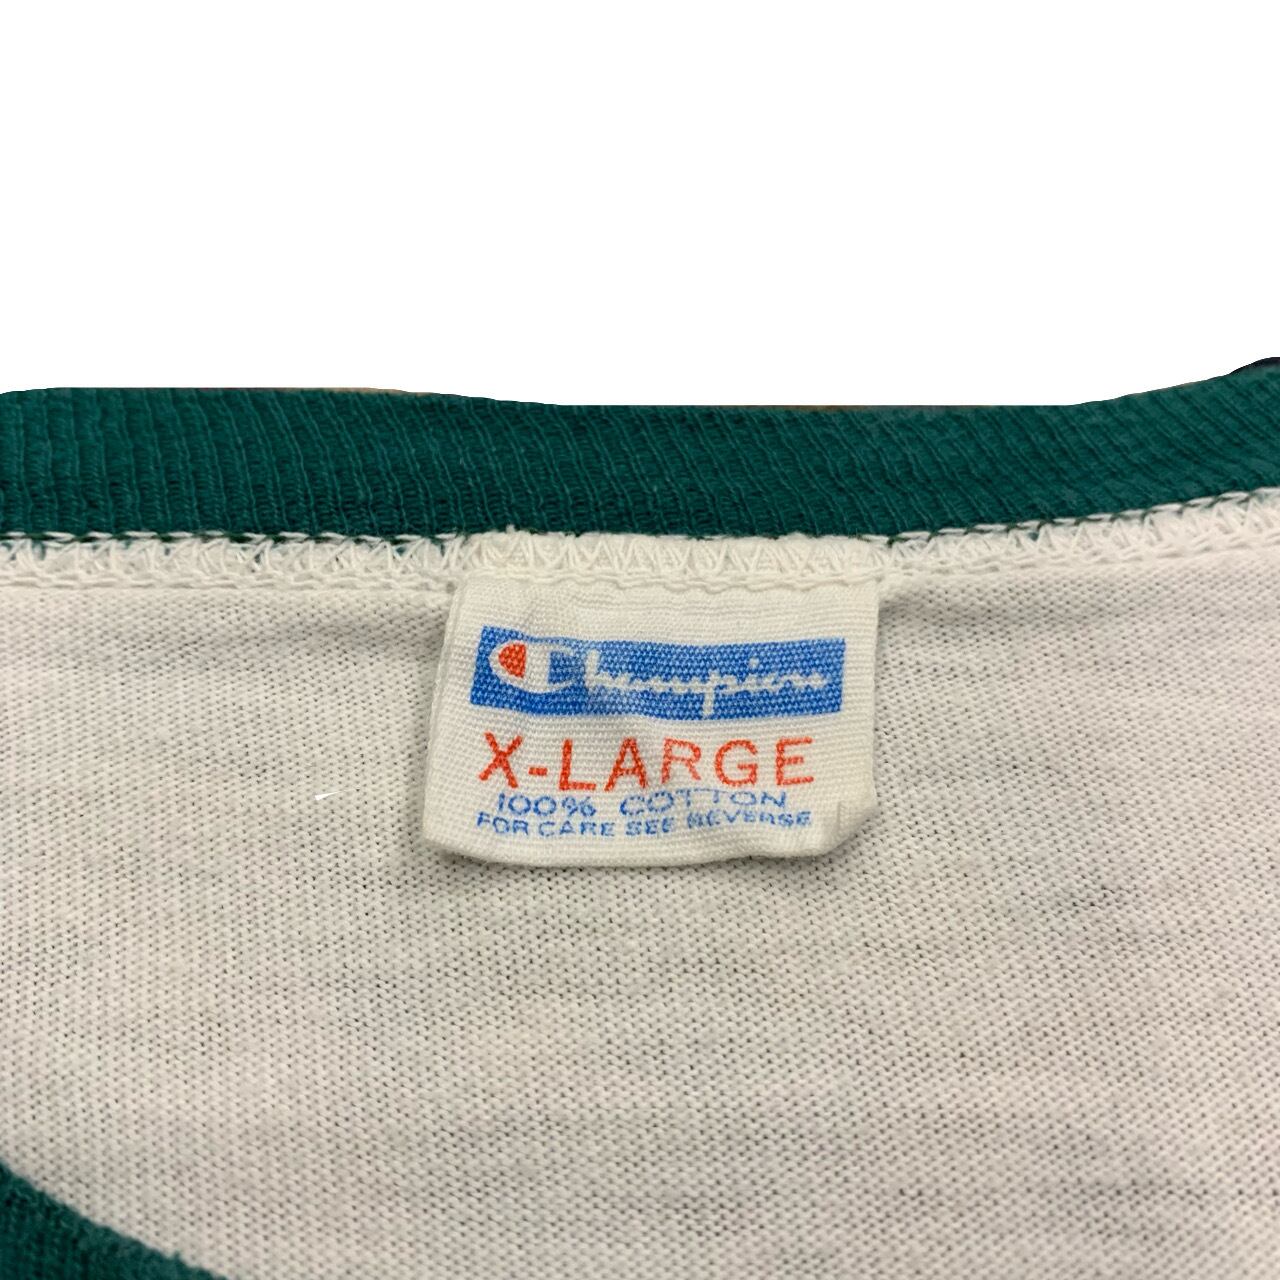 Champion
X-LARGE
100% COTTON
FOR CARE SEE REVERSE